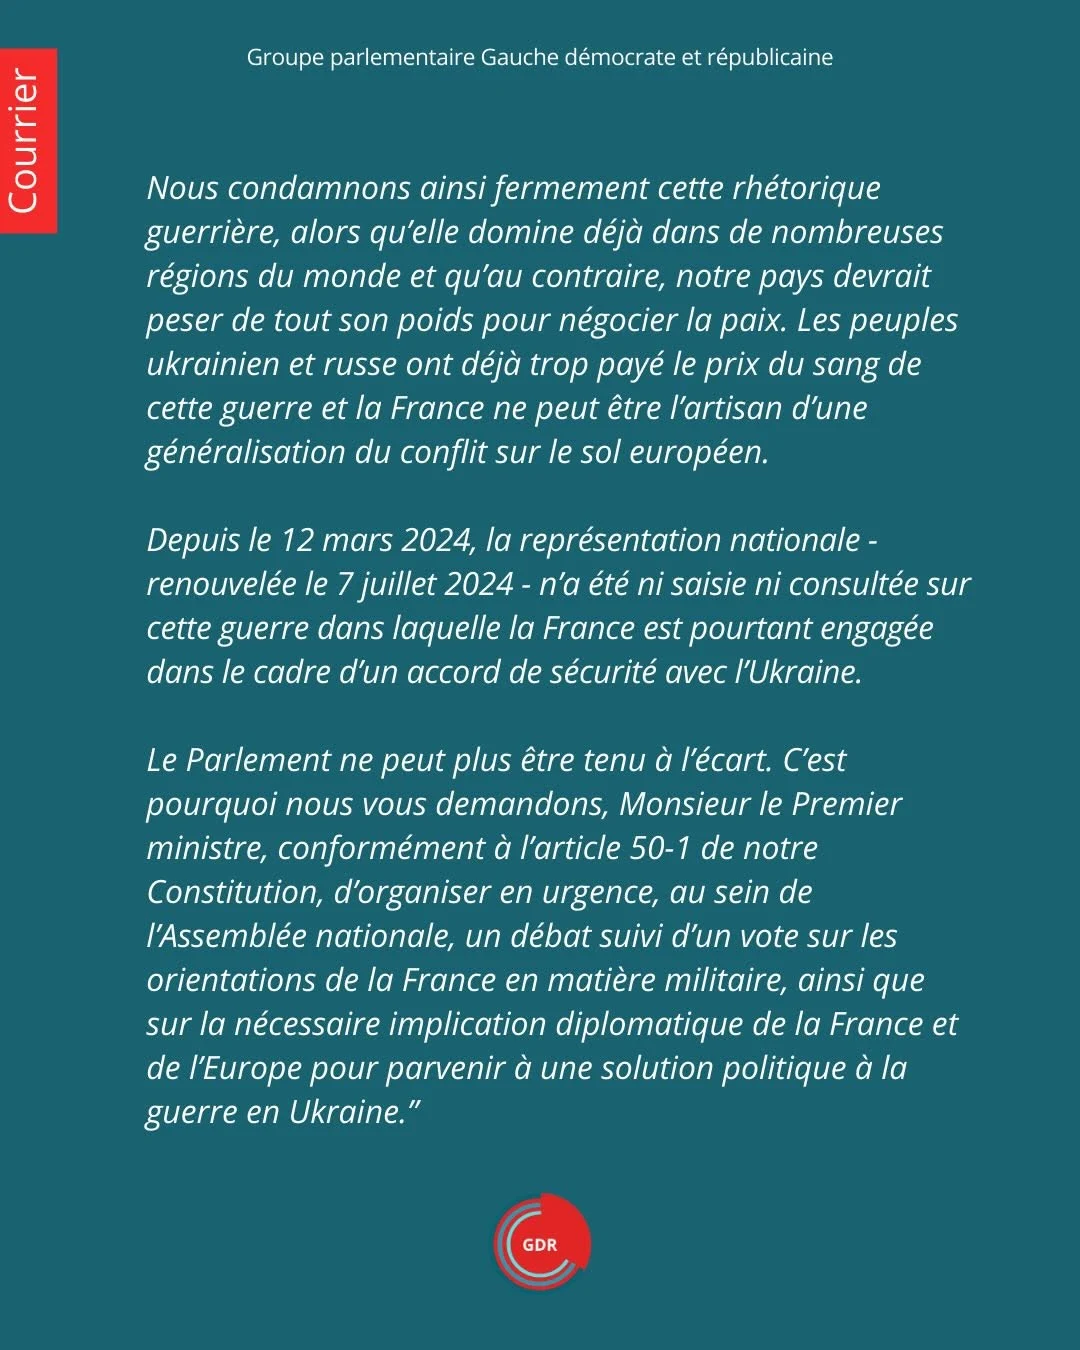 Groupe parlementaire Gauche démocrate et républicaine
Courrier
Nous condamnons ainsi fermement cette rhétorique
guerrière, alors qu’elle domine déjà dans de nombreuses
régions du monde et qu’au contraire, notre pays devrait
peser de tout son poids pour négocier la paix. Les peuples
ukrainien et russe ont déjà trop payé le prix du sang de
cette guerre et la France ne peut être l’artisan d’une
généralisation du conflit sur le sol européen.
Depuis le 12 mars 2024, la représentation nationale -
renouvelée le 7 juillet 2024 - n’a été ni saisie ni consultée sur
cette guerre dans laquelle la France est pourtant engagée
dans le cadre d’un accord de sécurité avec l’Ukraine.
Le Parlement ne peut plus être tenu à l’écart. C’est
pourquoi nous vous demandons, Monsieur le Premier
ministre, conformément à l’article 50-1 de notre
Constitution, d’organiser en urgence, au sein de
l’Assemblée nationale, un débat suivi d’un vote sur les
orientations de la France en matière militaire, ainsi que
sur la nécessaire implication diplomatique de la France et
de l’Europe pour parvenir à une solution politique à la
guerre en Ukraine.”
GDR